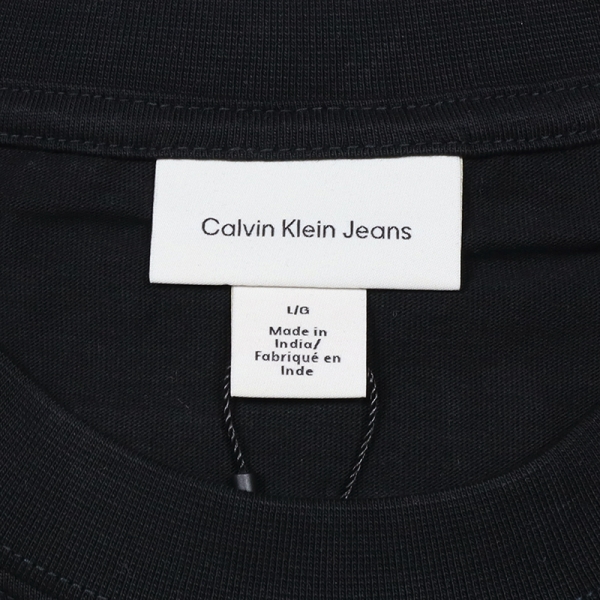 Calvin Klein Jeans
L/G
Made in
India/
Fabriqué en
Inde